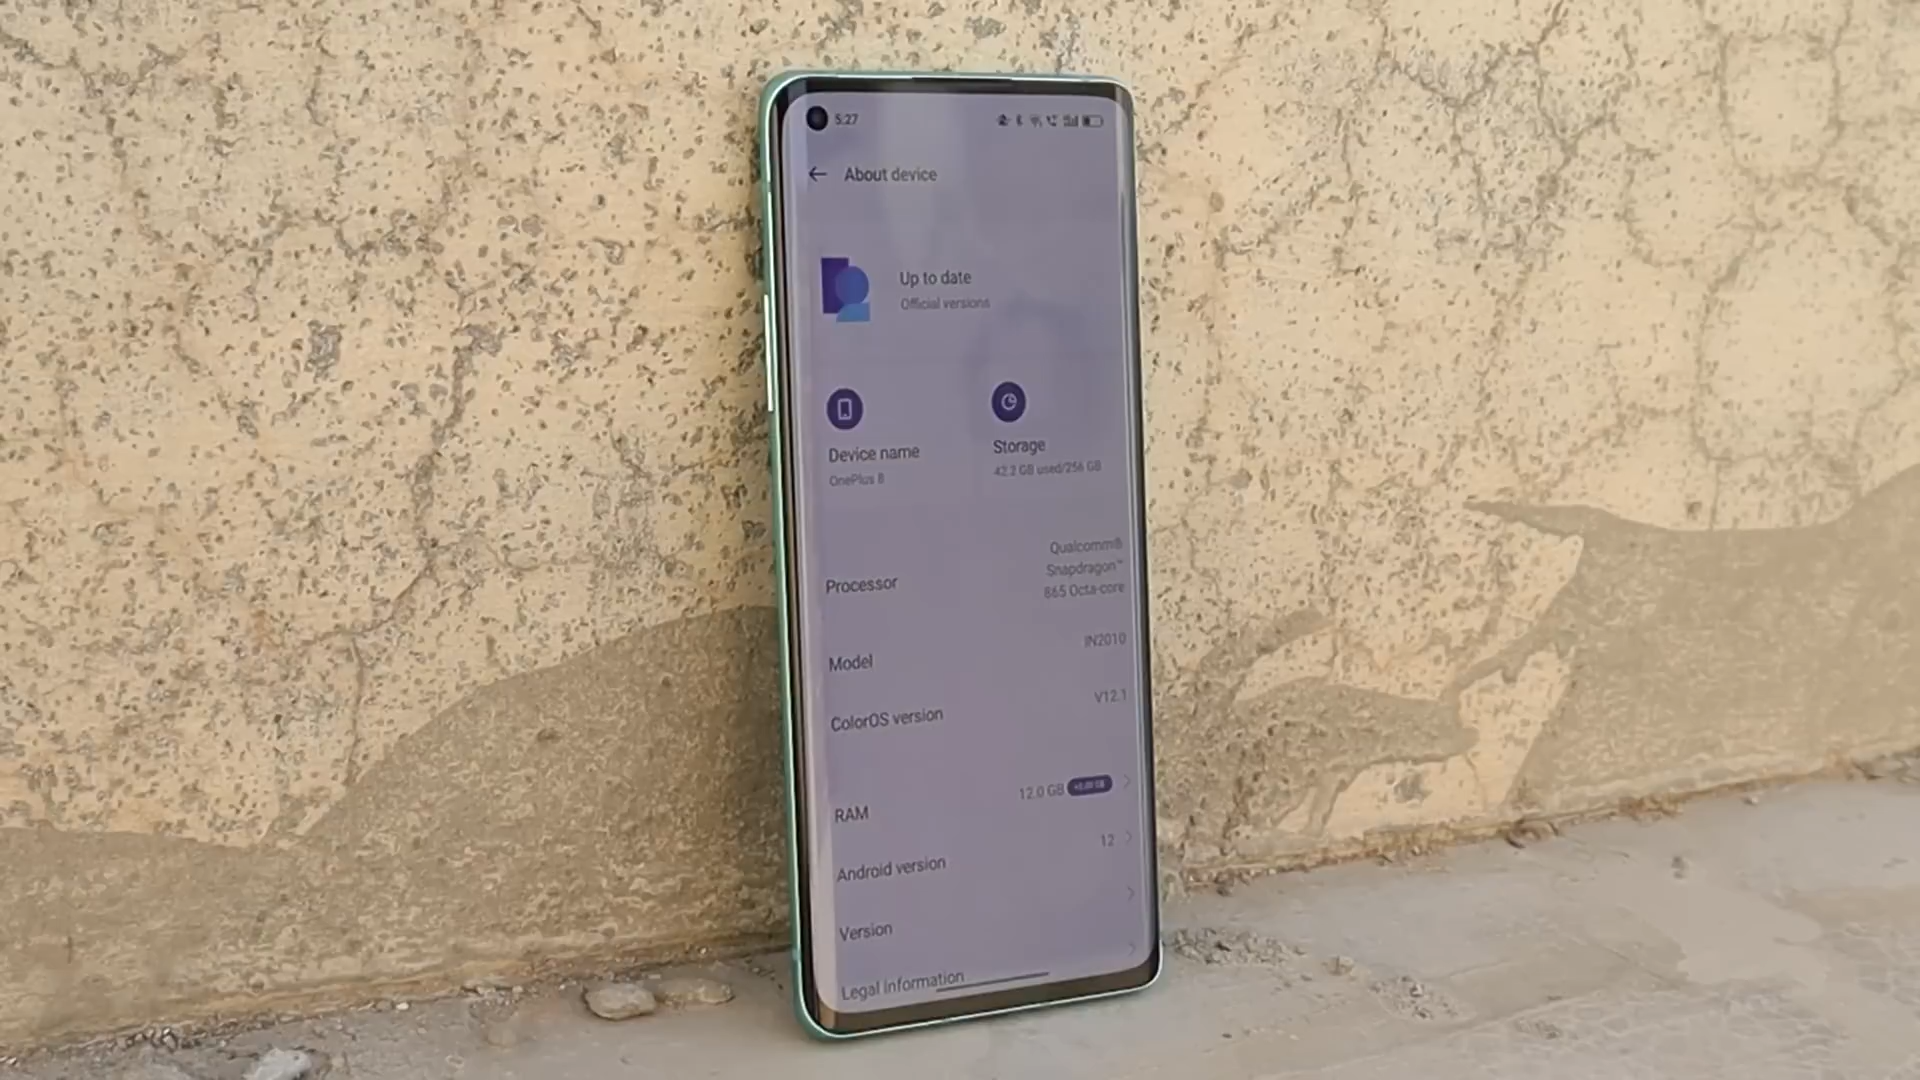 5:27
About device
Up to date
Official versions
Device name
OnePlus 8
Storage
42.2 GB used/256 GB
Processor
Qualcomm®
Snapdragon™
865 Octa-core
Model
IN2010
ColorOS version
V12.1
RAM
12.0 GB
Android version
12
Version
Legal information